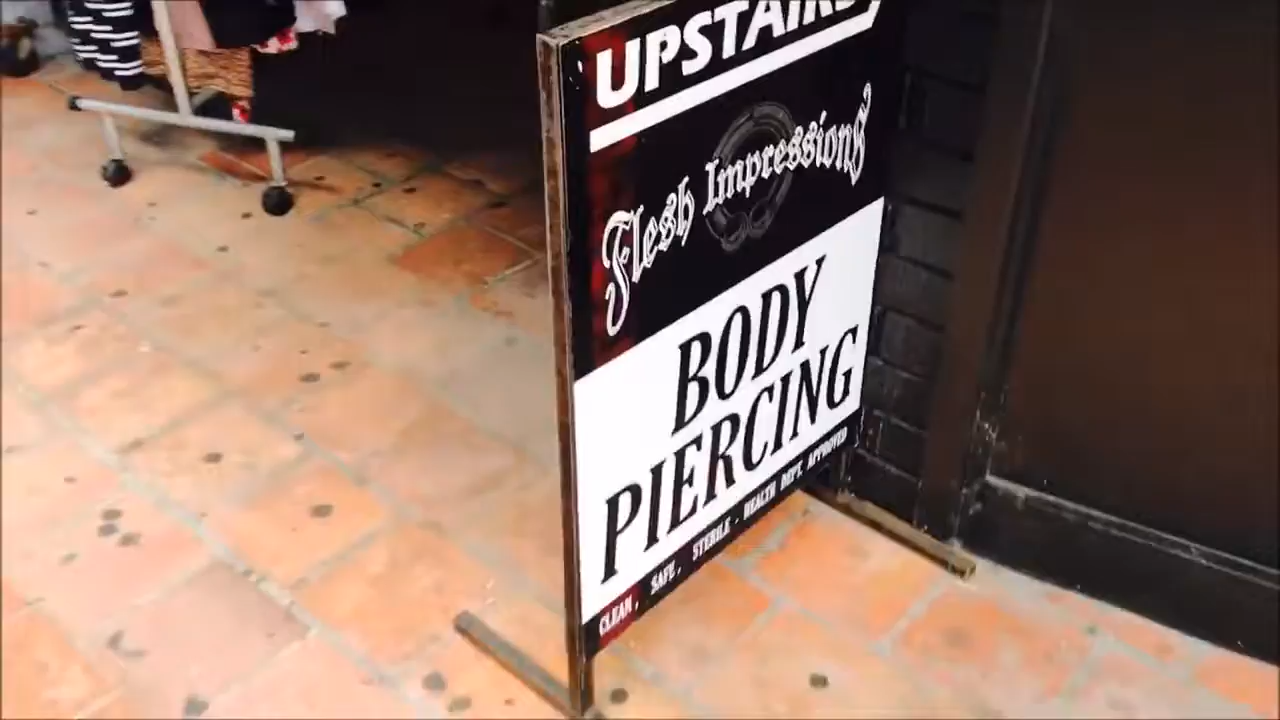 UPSTAIRS
Flesh Impressions
BODY
PIERCING
CLEAN, SAFE, STERILE - HEALTH DEPT. APPROVED